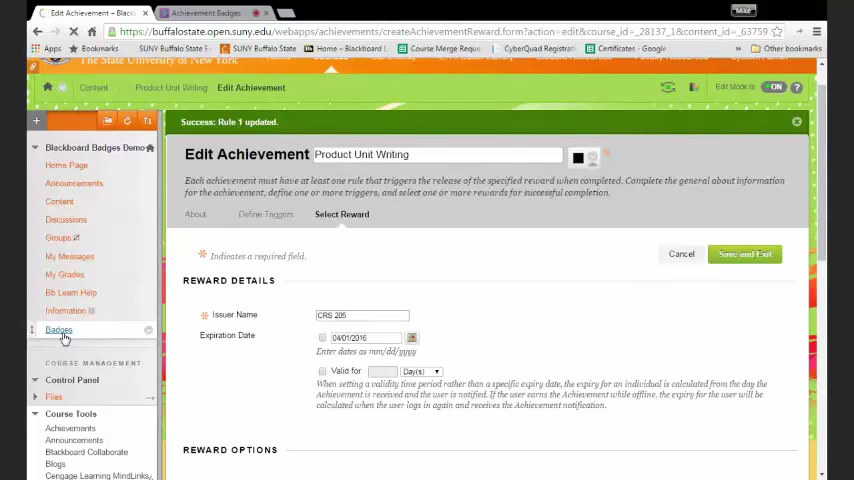 Edit Achievement – Blackb
Achievement Badges
Mike
https://buffalostate.open.suny.edu/webapps/achievements/createAchievementReward.form?action=edit&course_id=_28137_1&content_id=_63759
Apps Bookmarks SUNY Buffalo State SUNY Buffalo State Home – Blackboard Course Merge Reque CyberQuad Registratio Certificates - Google Other bookmarks
The State University of New York
Content Product Unit Writing Edit Achievement Edit Mode is: ON ?
Success: Rule 1 updated.
Blackboard Badges Demo
Home Page
Announcements
Content
Discussions
Groups
My Messages
My Grades
Bb Learn Help
Information
Badges
COURSE MANAGEMENT
Control Panel
Files
Course Tools
Achievements
Announcements
Blackboard Collaborate
Blogs
Cengage Learning MindLinks
Edit Achievement Product Unit Writing
Each achievement must have at least one rule that triggers the release of the specified reward when completed. Complete the general about information
for the achievement, define one or more triggers, and select one or more rewards for successful completion.
About Define Triggers Select Reward
* Indicates a required field.
Cancel Save and Exit
REWARD DETAILS
* Issuer Name CRS 205
Expiration Date 04/01/2016
Enter dates as mm/dd/yyyy
Valid for Day(s)
When setting a validity time period rather than a specific expiry date, the expiry for an individual is calculated from the day the
Achievement is received and the user is notified. If the user earns the Achievement while offline, the expiry for the user will be
calculated when the user logs in again and receives the Achievement notification.
REWARD OPTIONS